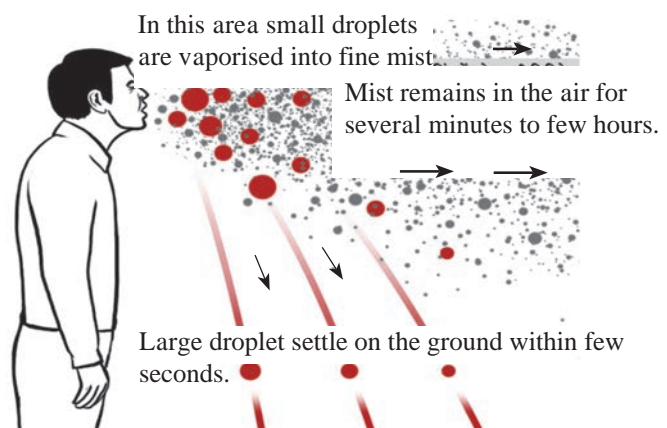 In this area small droplets
are vaporised into fine mist
Mist remains in the air for
several minutes to few hours.
Large droplet settle on the ground within few
seconds.